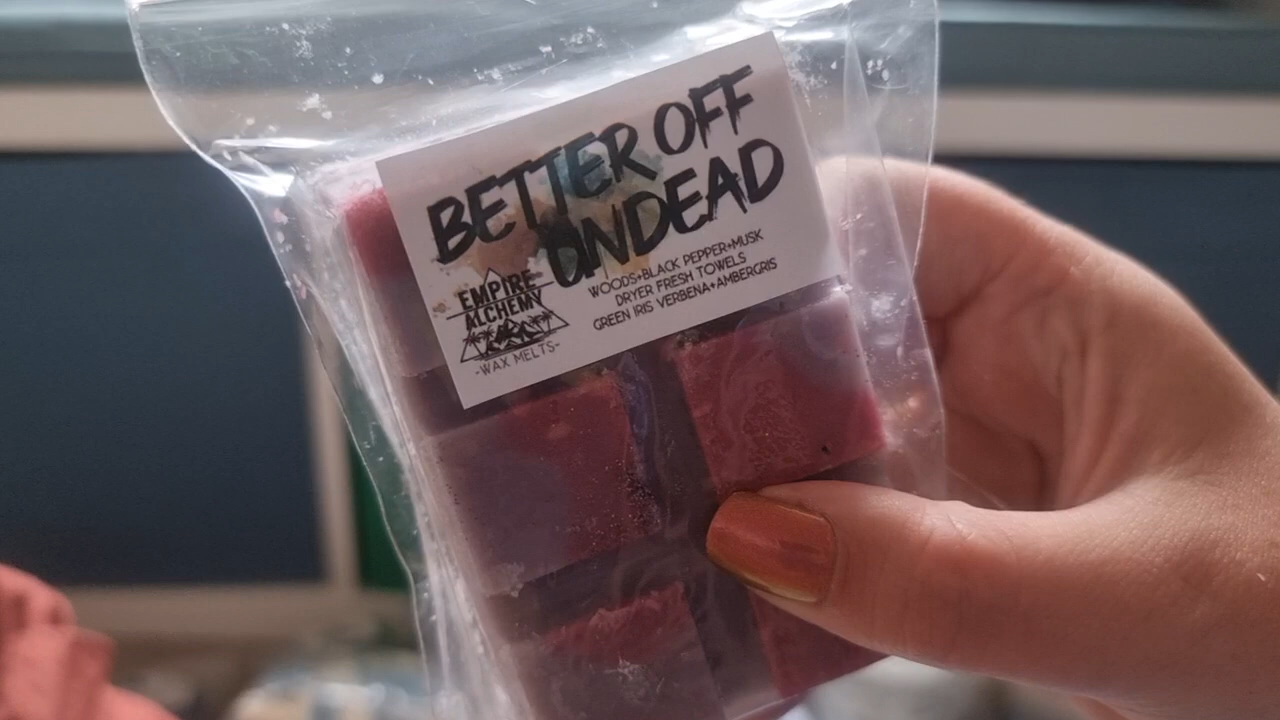 BETTER OFF
UNDEAD
EMPIRE
ALCHEMY
-WAX MELTS-
WOODS+BLACK PEPPER+MUSK
DRYER FRESH TOWELS
GREEN IRIS VERBENA+AMBERGRIS